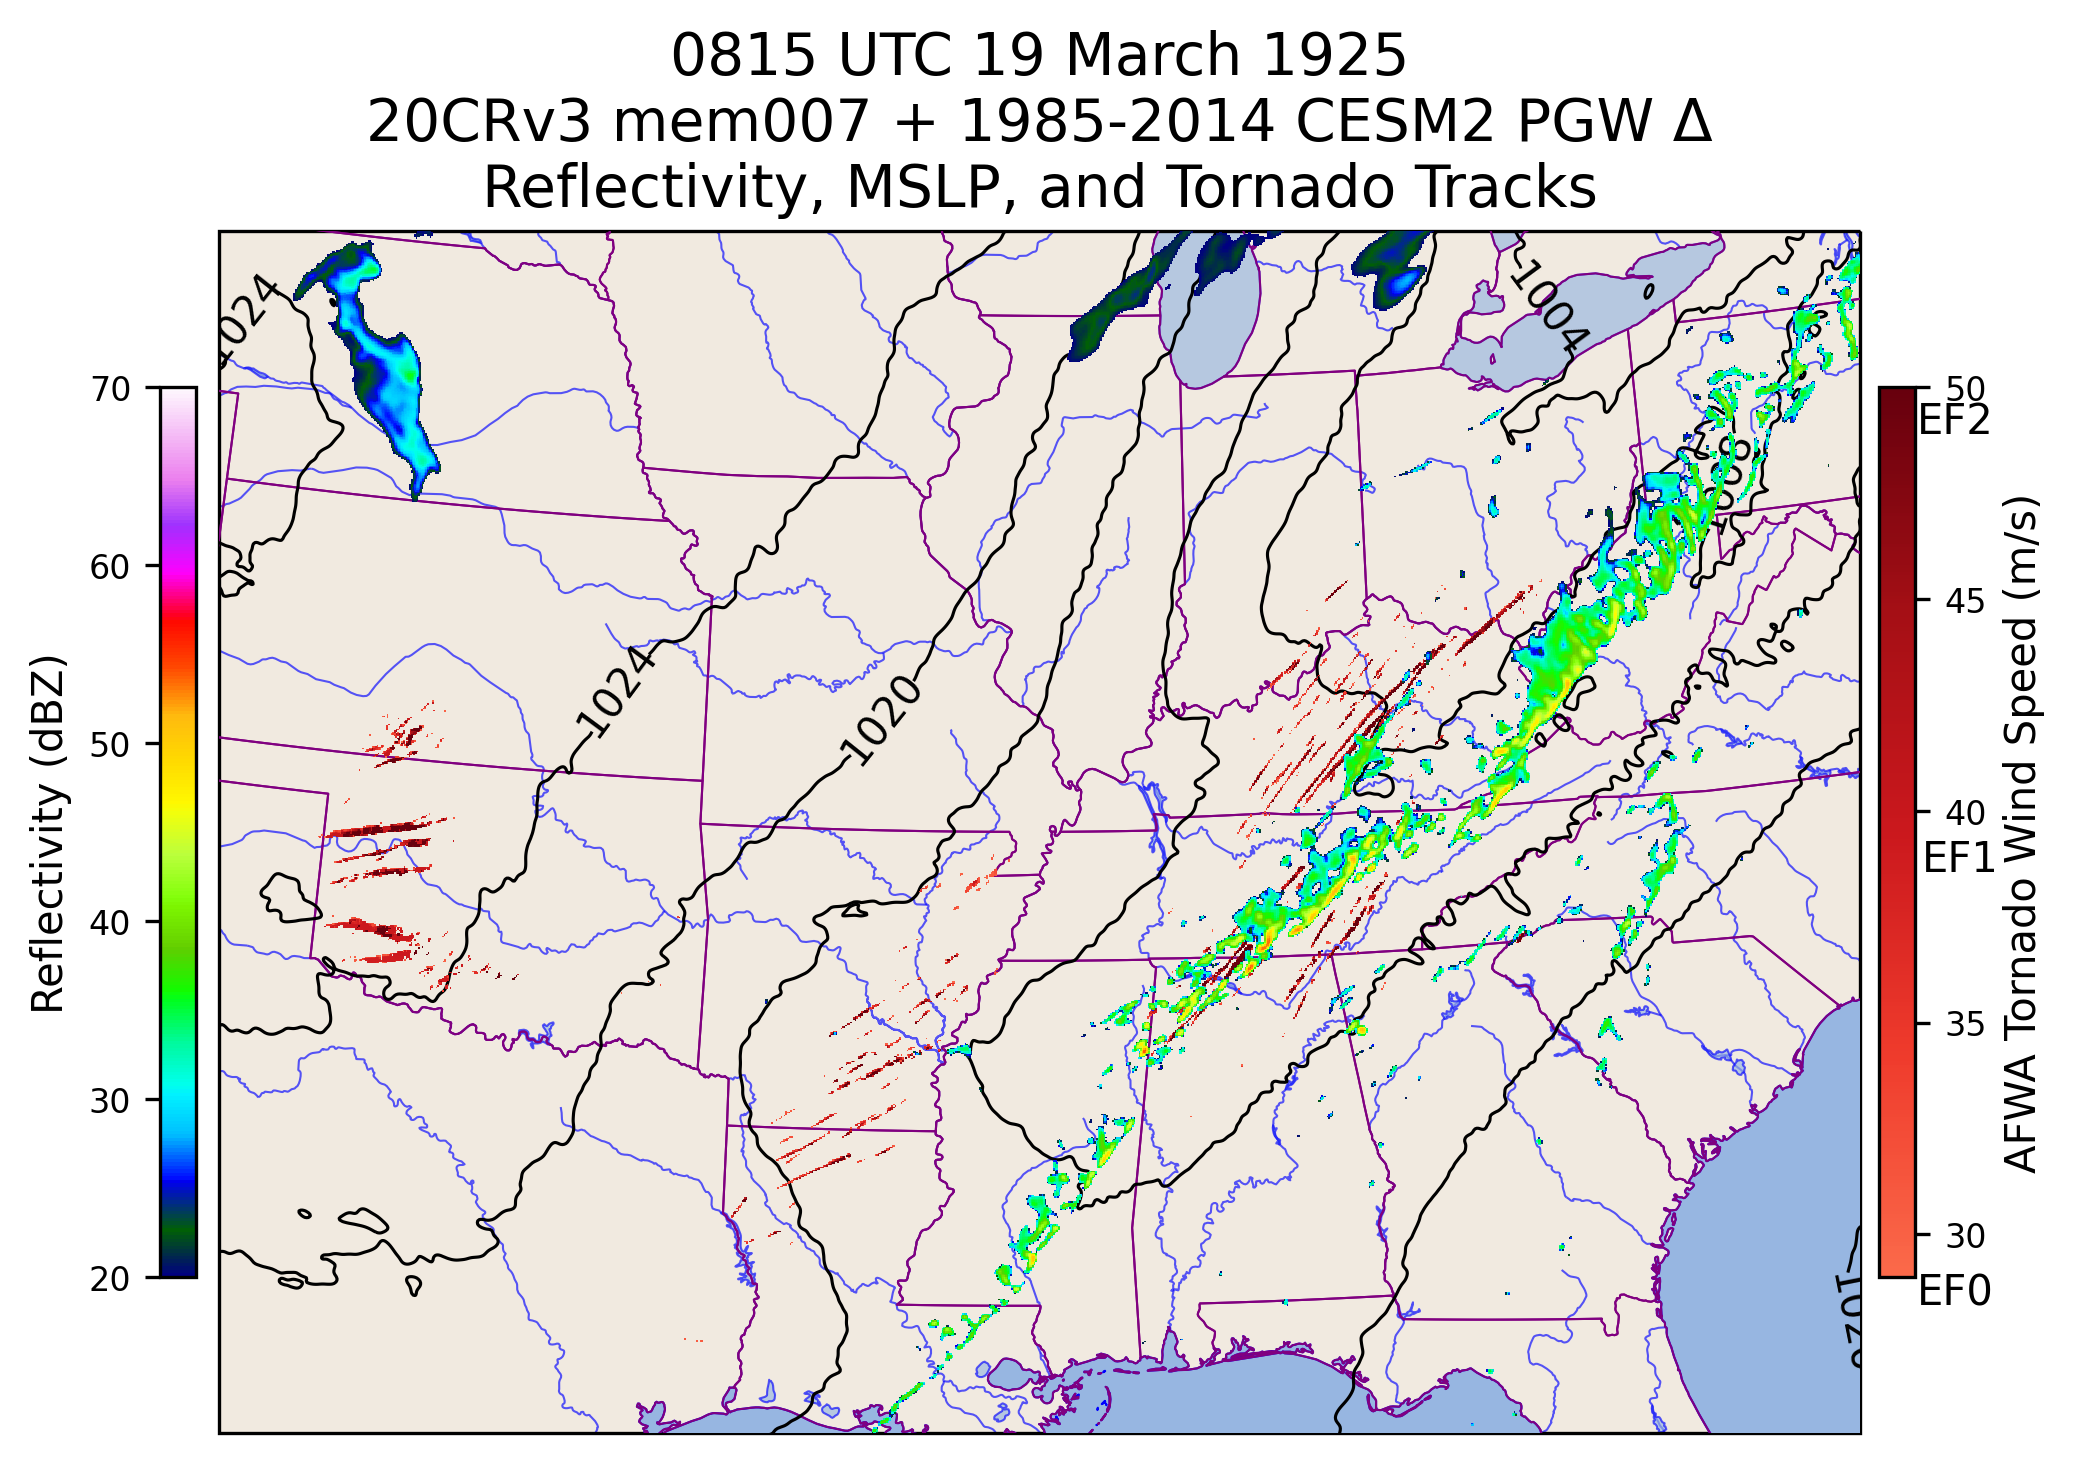 0815 UTC 19 March 1925
20CRv3 mem007 + 1985-2014 CESM2 PGW Δ
Reflectivity, MSLP, and Tornado Tracks
1024
1004
1008
1024
1020
70
60
50
40
30
20
Reflectivity (dBZ)
50
EF2
45
40
EF1
35
30
EF0
AFWA Tornado Wind Speed (m/s)